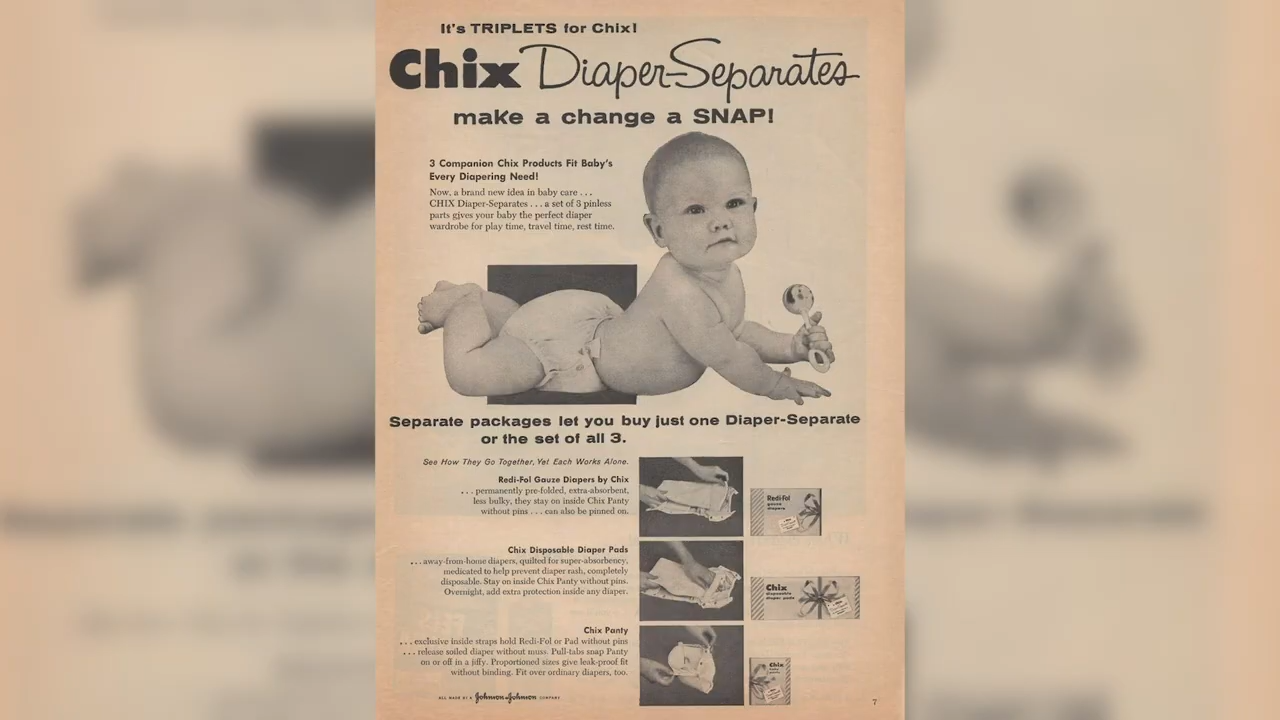 It's TRIPLETS for Chix!
Chix Diaper-Separates
make a change a SNAP!
3 Companion Chix Products Fit Baby's
Every Diapering Need!
Now, a brand new idea in baby care . . .
CHIX Diaper-Separates . . . a set of 3 pinless
parts gives your baby the perfect diaper
wardrobe for play time, travel time, rest time.
Separate packages let you buy just one Diaper-Separate
or the set of all 3.
See How They Go Together, Yet Each Works Alone.
Redi-Fol Gauze Diapers by Chix
. . . permanently pre-folded, extra-absorbent,
less bulky, they stay on inside Chix Panty
without pins . . . can also be pinned on.
Redi-Fol
gauze
diapers
Chix Disposable Diaper Pads
. . . away-from-home diapers, quilted for super-absorbency,
medicated to help prevent diaper rash, completely
disposable. Stay on inside Chix Panty without pins.
Overnight, add extra protection inside any diaper.
Chix
disposable
diaper pads
Chix Panty
. . . exclusive inside straps hold Redi-Fol or Pad without pins
. . . release soiled diaper without muss. Pull-tabs snap Panty
on or off in a jiffy. Proportioned sizes give leak-proof fit
without binding. Fit over ordinary diapers, too.
Chix
ALL MADE BY A Johnson & Johnson COMPANY
7